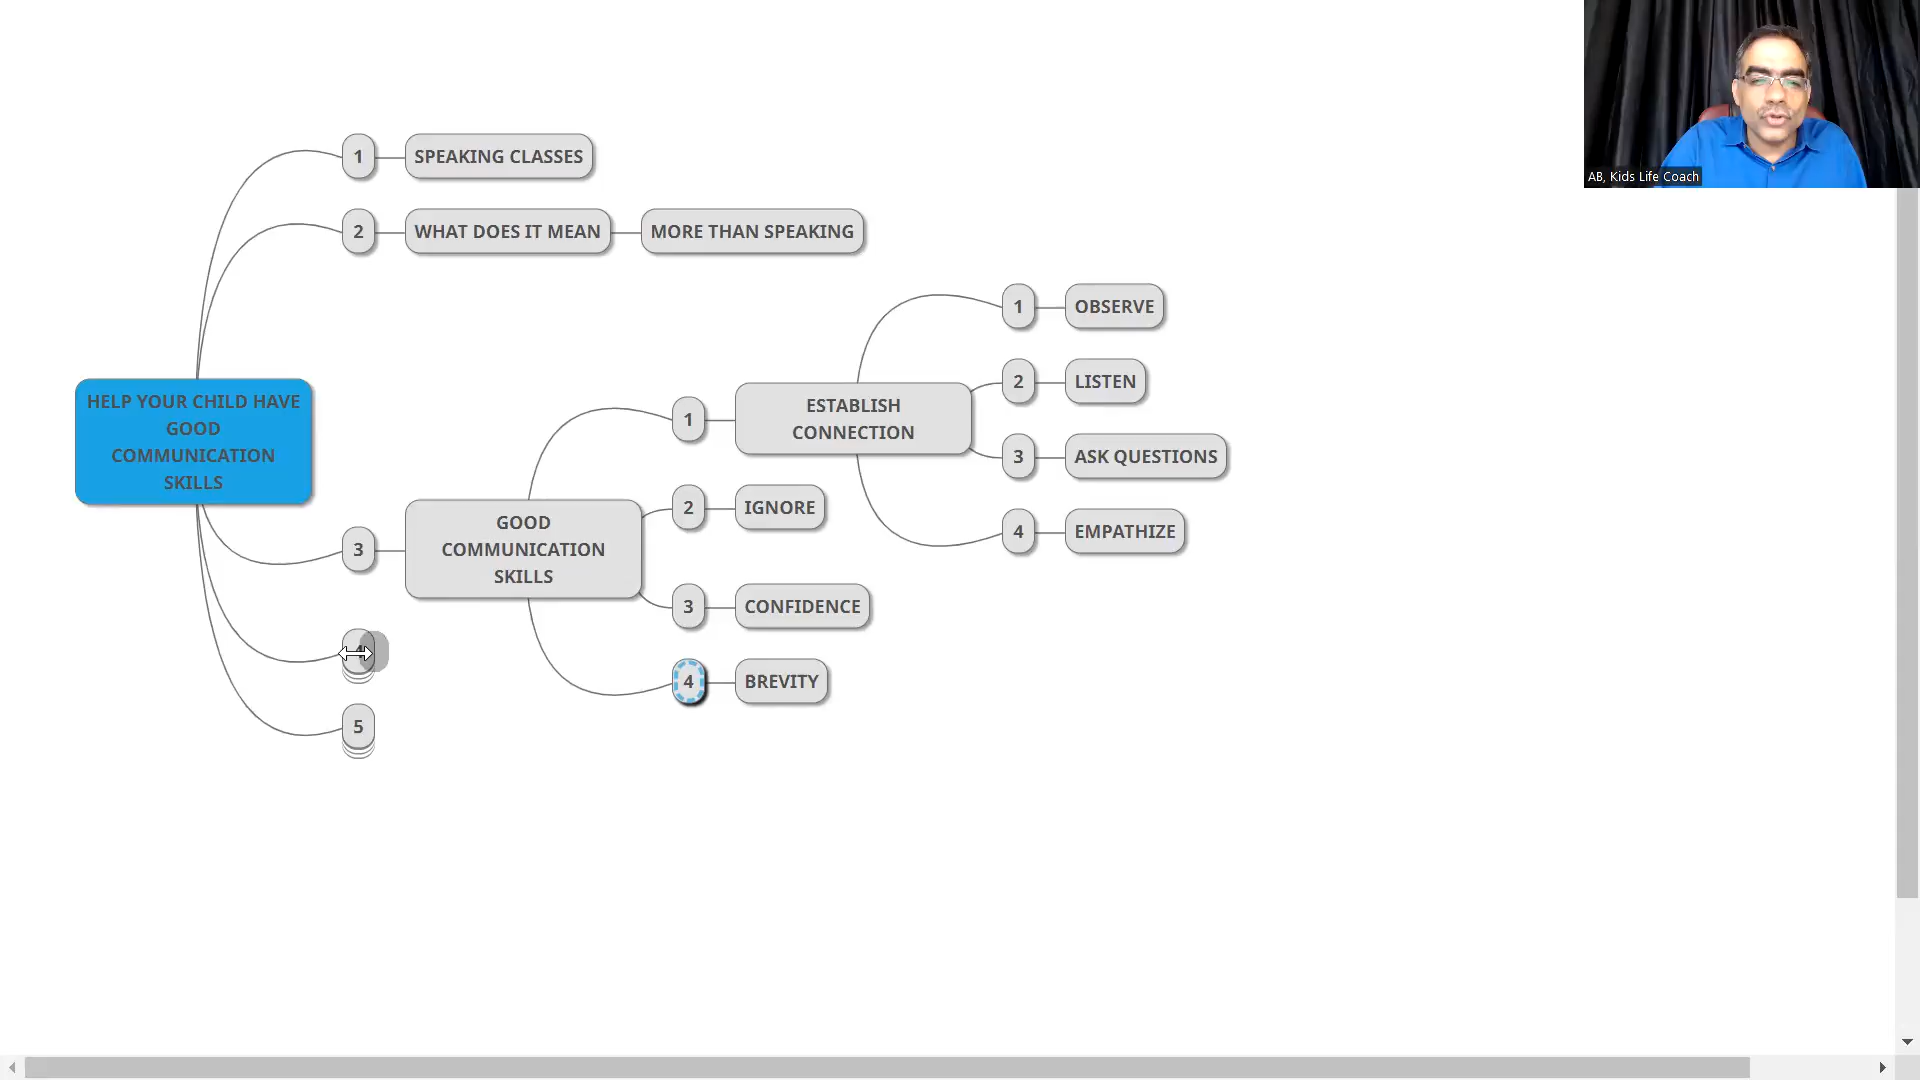 AB, Kids Life Coach
1
SPEAKING CLASSES
2
WHAT DOES IT MEAN
MORE THAN SPEAKING
HELP YOUR CHILD HAVE
GOOD
COMMUNICATION
SKILLS
3
GOOD
COMMUNICATION
SKILLS
1
ESTABLISH
CONNECTION
1
OBSERVE
2
LISTEN
3
ASK QUESTIONS
4
EMPATHIZE
2
IGNORE
3
CONFIDENCE
4
BREVITY
5